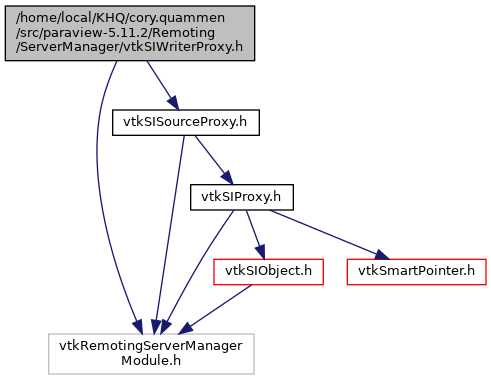 /home/local/KHQ/cory.quammen
/src/paraview-5.11.2/Remoting
/ServerManager/vtkSIWriterProxy.h
vtkSISourceProxy.h
vtkSIProxy.h
vtkSIObject.h
vtkSmartPointer.h
vtkRemotingServerManager
Module.h